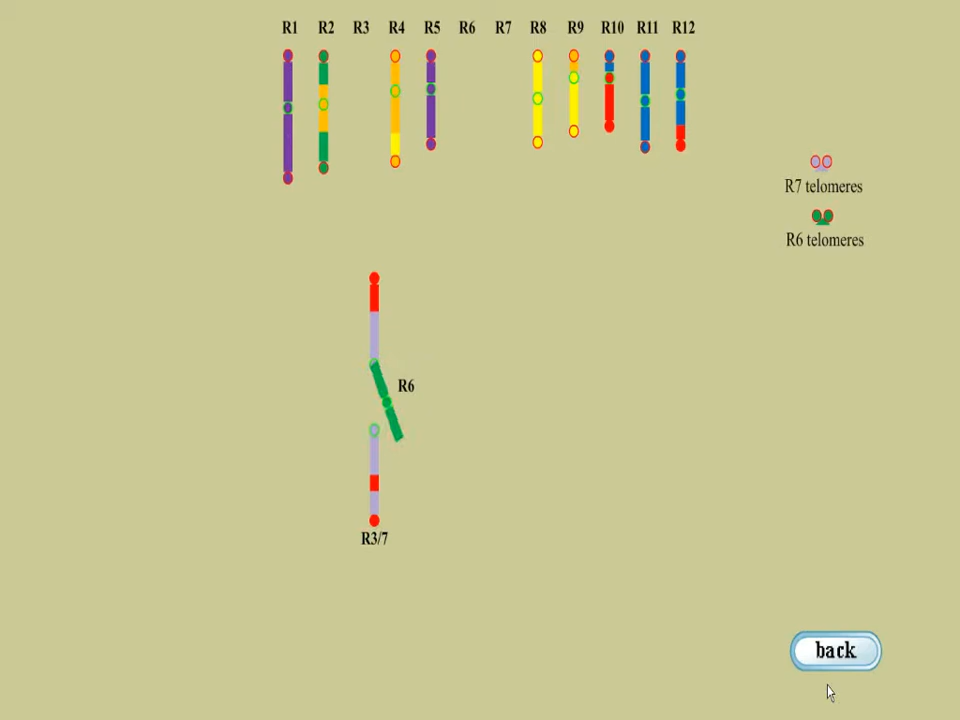 R1 R2 R3 R4 R5 R6 R7 R8 R9 R10 R11 R12
R7 telomeres
R6 telomeres
R6
R3/7
back